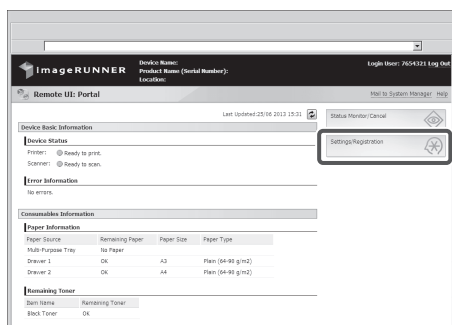 imageRUNNER
Device Name:
Product Name (Serial Number):
Location:
Login User: 7654321 Log Out
Remote UI: Portal
Mail to System Manager Help
Last Updated:25/06 2013 15:31
Status Monitor/Cancel
Settings/Registration
Device Basic Information
Device Status
Printer: Ready to print.
Scanner: Ready to scan.
Error Information
No errors.
Consumables Information
Paper Information
Paper Source Remaining Paper Paper Size Paper Type
Multi-Purpose Tray No Paper
Drawer 1 OK A3 Plain (64-90 g/m2)
Drawer 2 OK A4 Plain (64-90 g/m2)
Remaining Toner
Item Name Remaining Toner
Black Toner OK